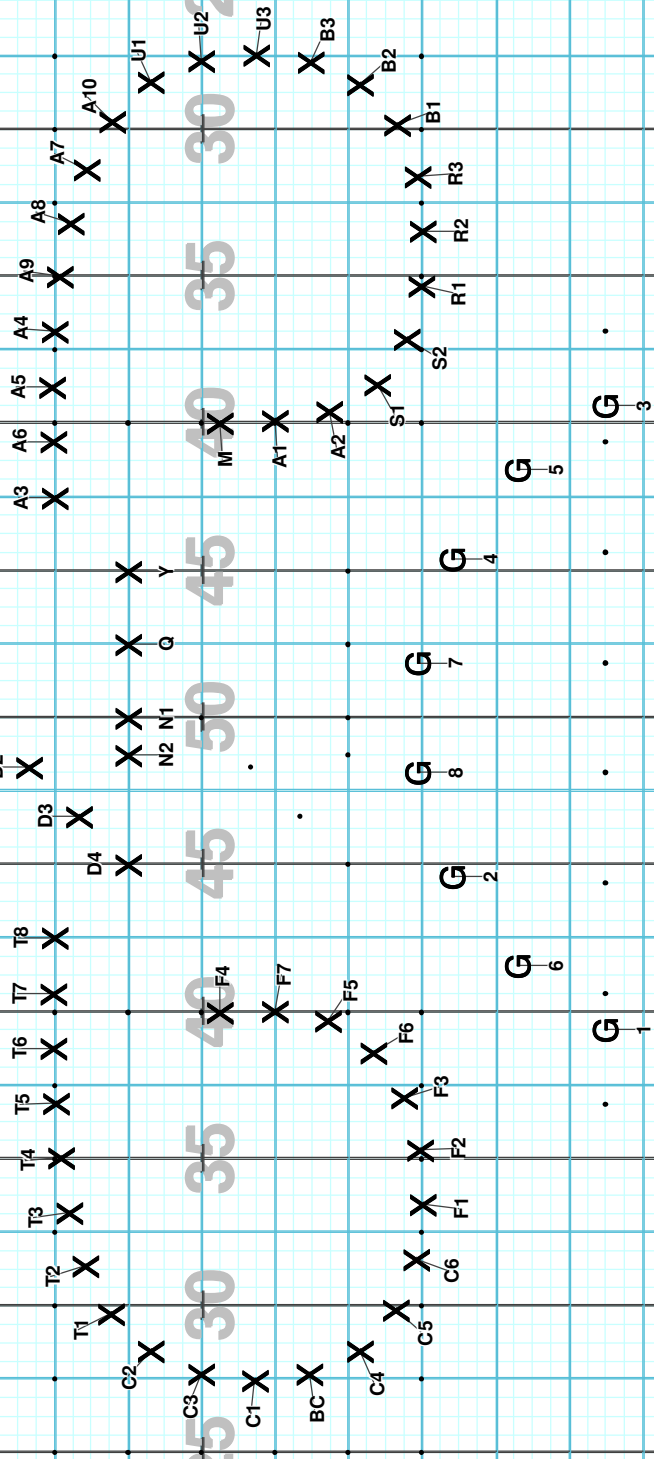 U1
U2
U3
B3
B2
A10
30
B1
A7
R3
A8
R2
A9
35
R1
A4
S2
A5
S1
X
G
3
A6
40
M
A1
A2
A3
G
5
Y
45
G
4
Q
G
7
N1
50
N2
G
8
D3
D4
45
G
2
T8
G
6
T7
F4
F7
F5
40
G
1
T6
F6
T5
F3
T4
35
F2
T3
F1
T2
C6
T1
30
C5
C2
C4
C3
C1
BC